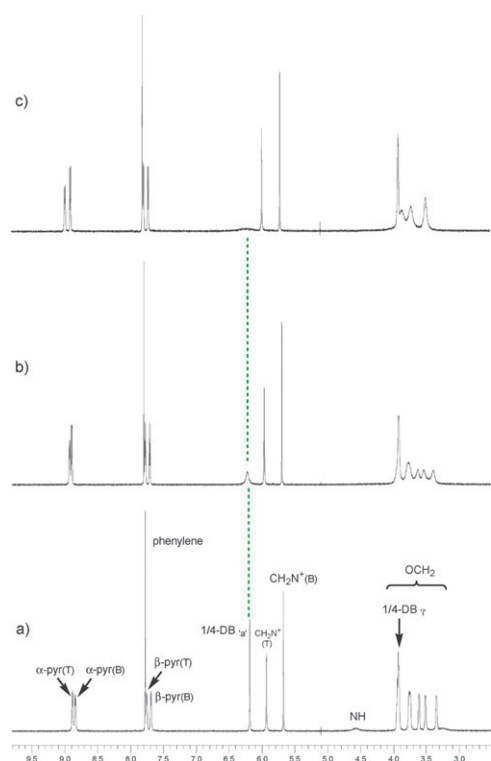 c)
b)
phenylene
CH₂N⁺(B)
OCH₂
1/4-DB 'a'
CH₂N⁺
(T)
1/4-DB 'i'
a)
α-pyr(T)
α-pyr(B)
β-pyr(T)
β-pyr(B)
NH
9.5 9.0 8.5 8.0 7.5 7.0 6.5 6.0 5.5 5.0 4.5 4.0 3.5 3.0